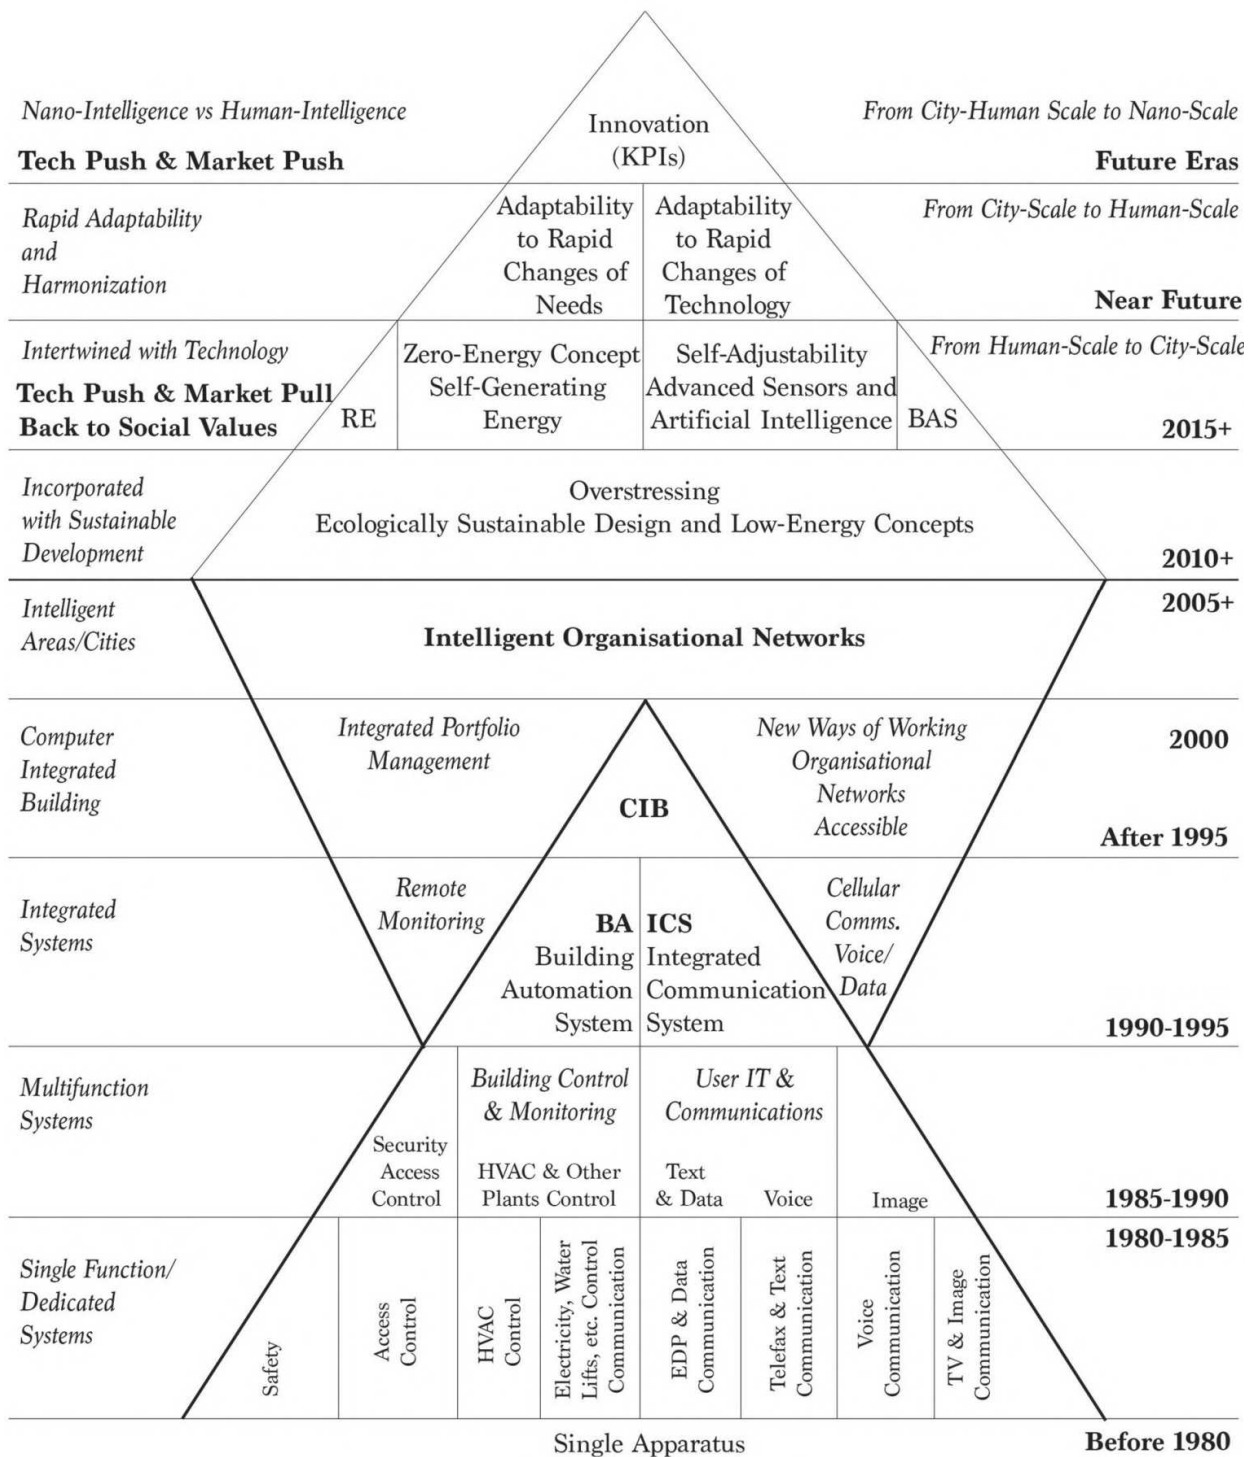 Nano-Intelligence vs Human-Intelligence
Tech Push & Market Push
Innovation
(KPIs)
From City-Human Scale to Nano-Scale
Future Eras
Rapid Adaptability
and
Harmonization
Adaptability
to Rapid
Changes of
Needs
Adaptability
to Rapid
Changes of
Technology
From City-Scale to Human-Scale
Near Future
Intertwined with Technology
Tech Push & Market Pull
Back to Social Values
RE
Zero-Energy Concept
Self-Generating
Energy
Self-Adjustability
Advanced Sensors and
Artificial Intelligence
BAS
From Human-Scale to City-Scale
2015+
Incorporated
with Sustainable
Development
Overstressing
Ecologically Sustainable Design and Low-Energy Concepts
2010+
Intelligent
Areas/Cities
Intelligent Organisational Networks
2005+
Computer
Integrated
Building
Integrated Portfolio
Management
CIB
New Ways of Working
Organisational
Networks
Accessible
2000
After 1995
Integrated
Systems
Remote
Monitoring
BA
Building
Automation
System
ICS
Integrated
Communication
System
Cellular
Comms.
Voice/
Data
1990-1995
Multifunction
Systems
Security
Access
Control
Building Control
& Monitoring
HVAC & Other
Plants Control
User IT &
Communications
Text
& Data
Voice
Image
1985-1990
1980-1985
Single Function/
Dedicated
Systems
Safety
Access
Control
HVAC
Control
Electricity, Water
Lifts, etc. Control
Communication
EDP & Data
Communication
Telefax & Text
Communication
Voice
Communication
TV & Image
Communication
Single Apparatus
Before 1980